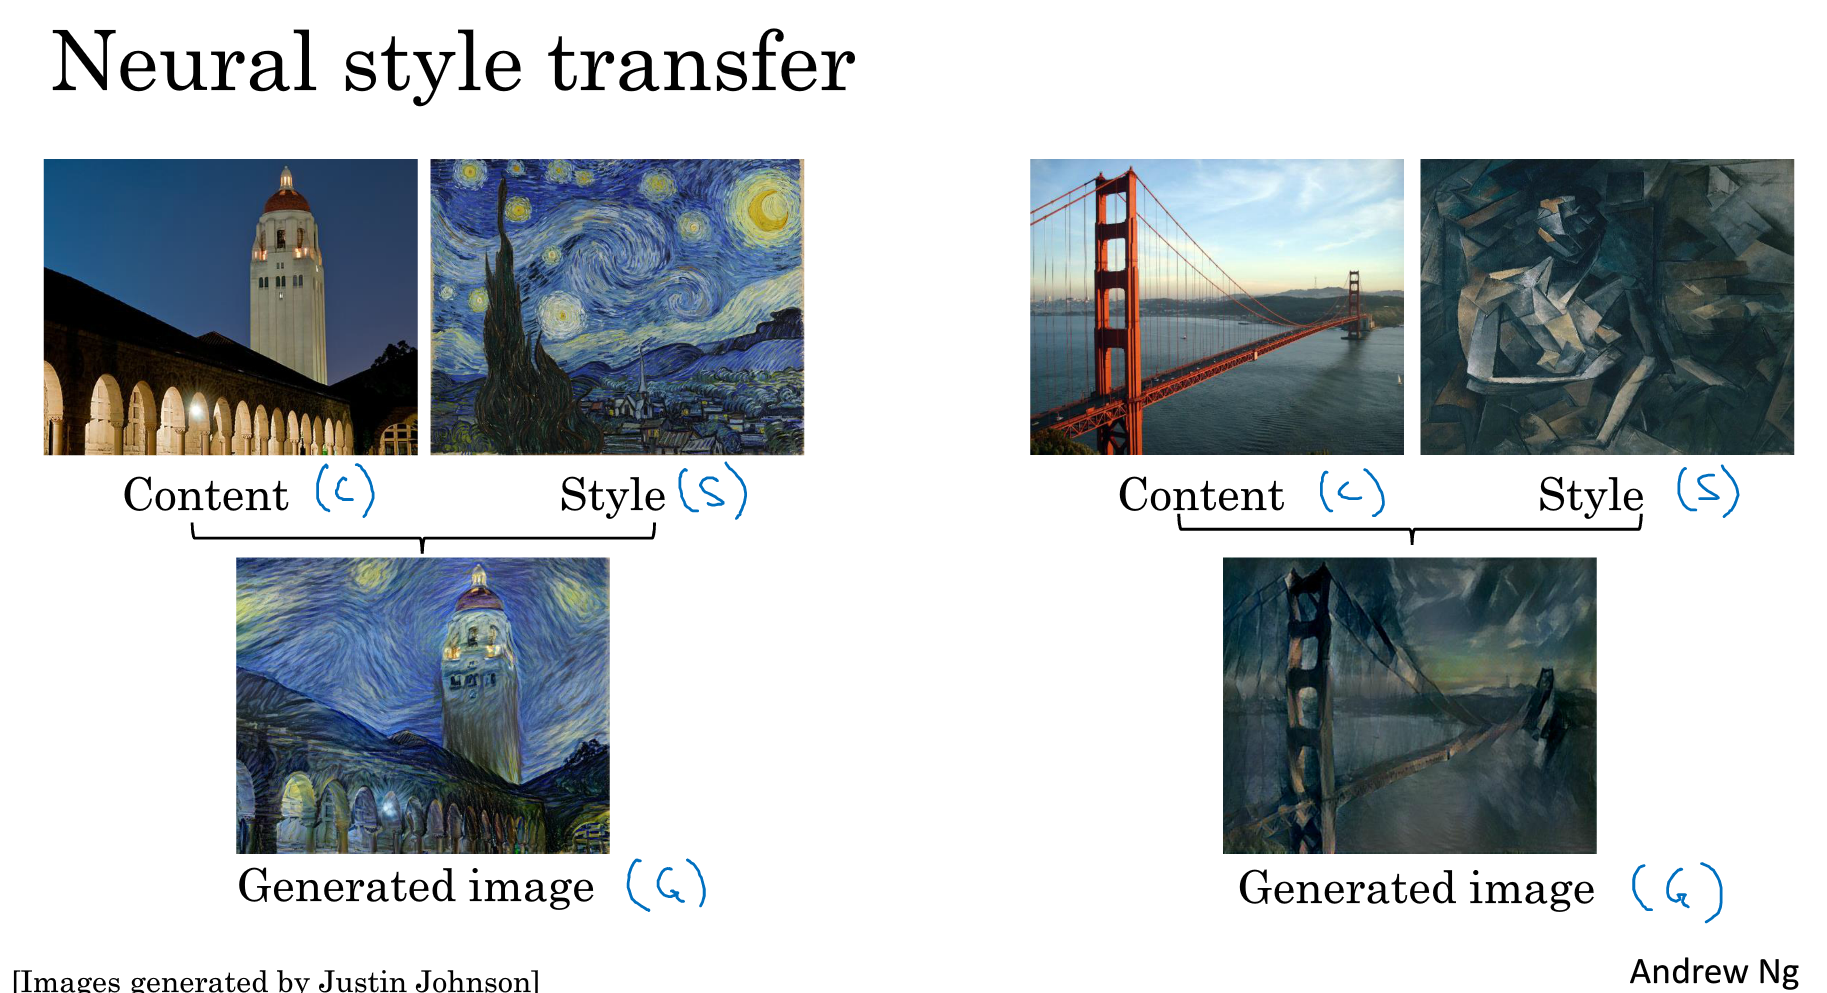 Neural style transfer
Content (C)
Style (S)
Content (C)
Style (S)
Generated image (G)
Generated image (G)
[Images generated by Justin Johnson]
Andrew Ng